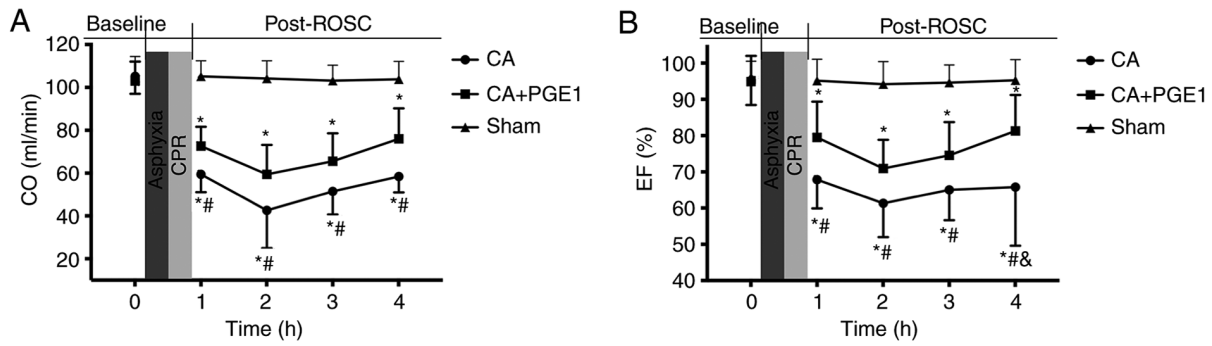 A
Baseline
Post-ROSC
120
100
80
60
40
20
CO (ml/min)
Asphyxia
CPR
*
*
*
*
*#
*#
*#
*#
0
1
2
3
4
Time (h)
CA
CA+PGE1
Sham
B
Baseline
Post-ROSC
100
90
80
70
60
50
40
EF (%)
Asphyxia
CPR
*
*
*
*
*#
*#
*#
*#&
0
1
2
3
4
Time (h)
CA
CA+PGE1
Sham